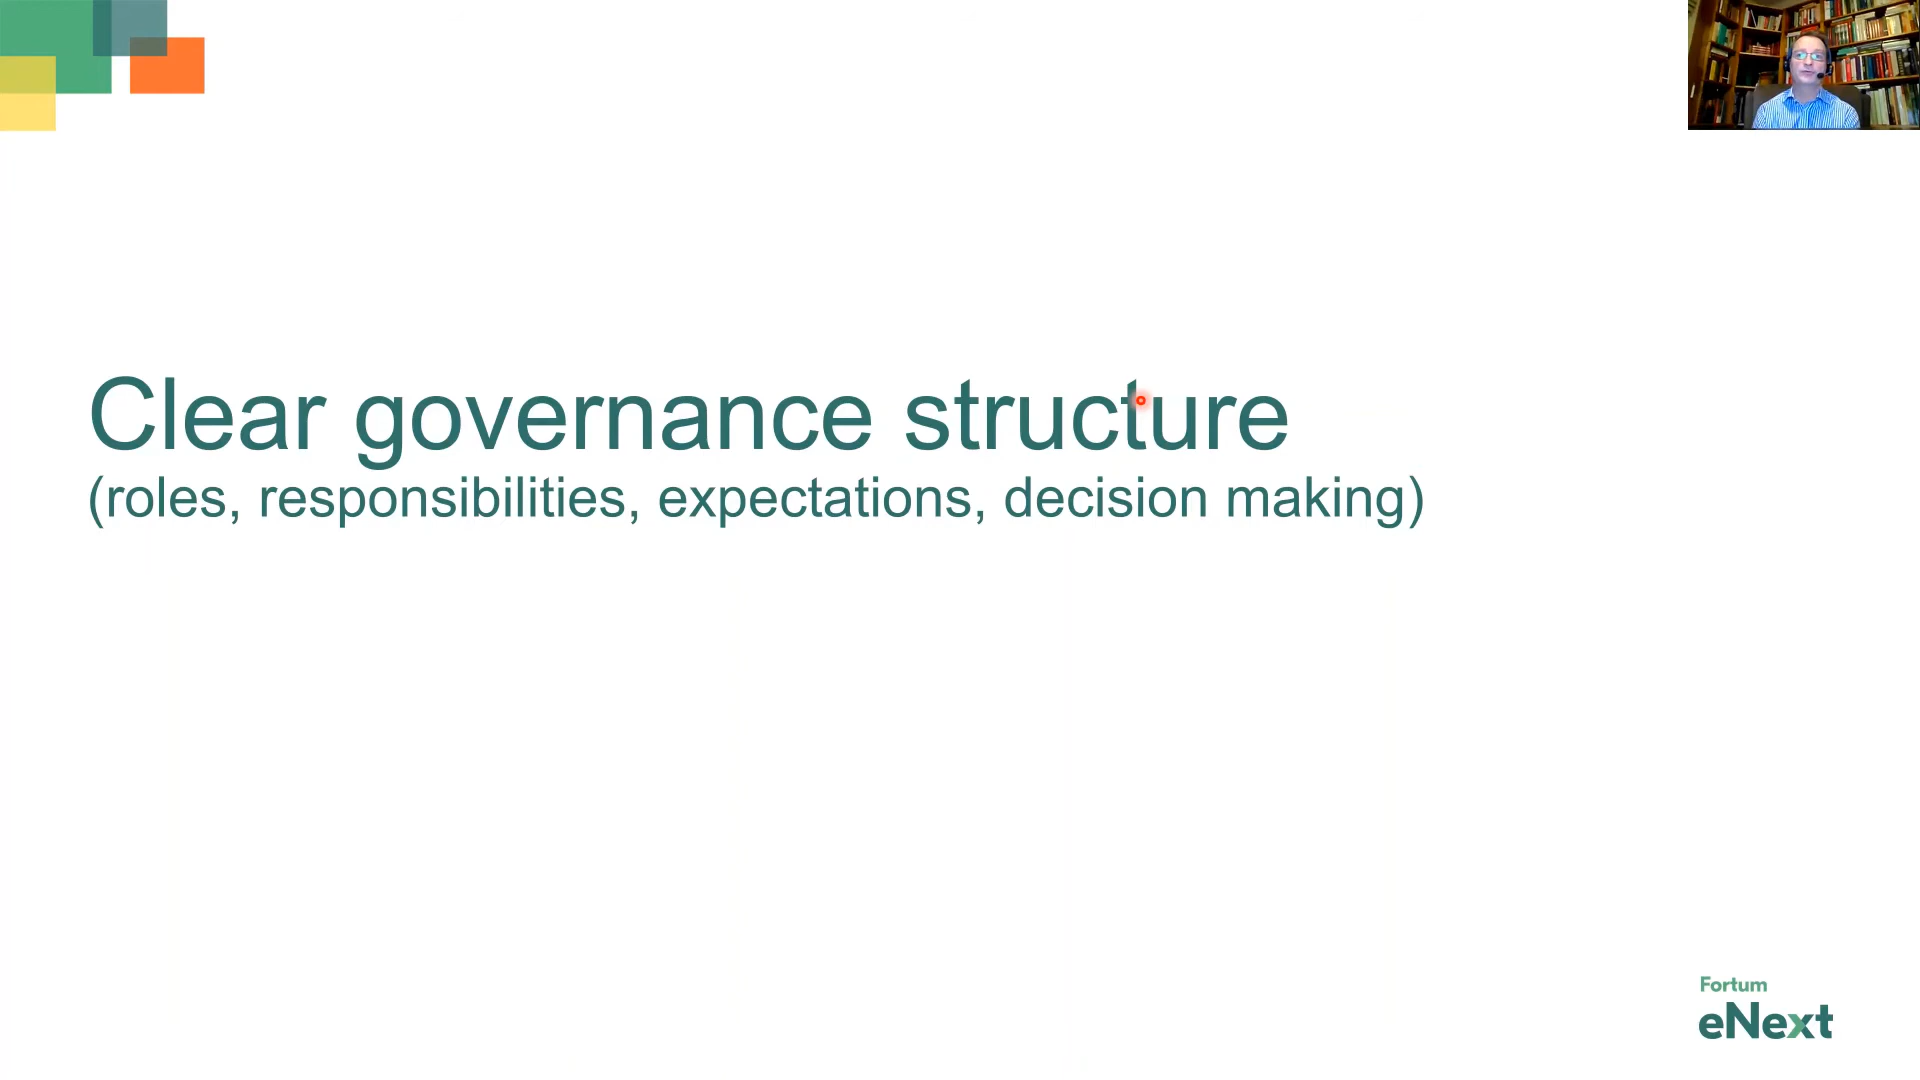 Clear governance structure
(roles, responsibilities, expectations, decision making)
Fortum
eNext